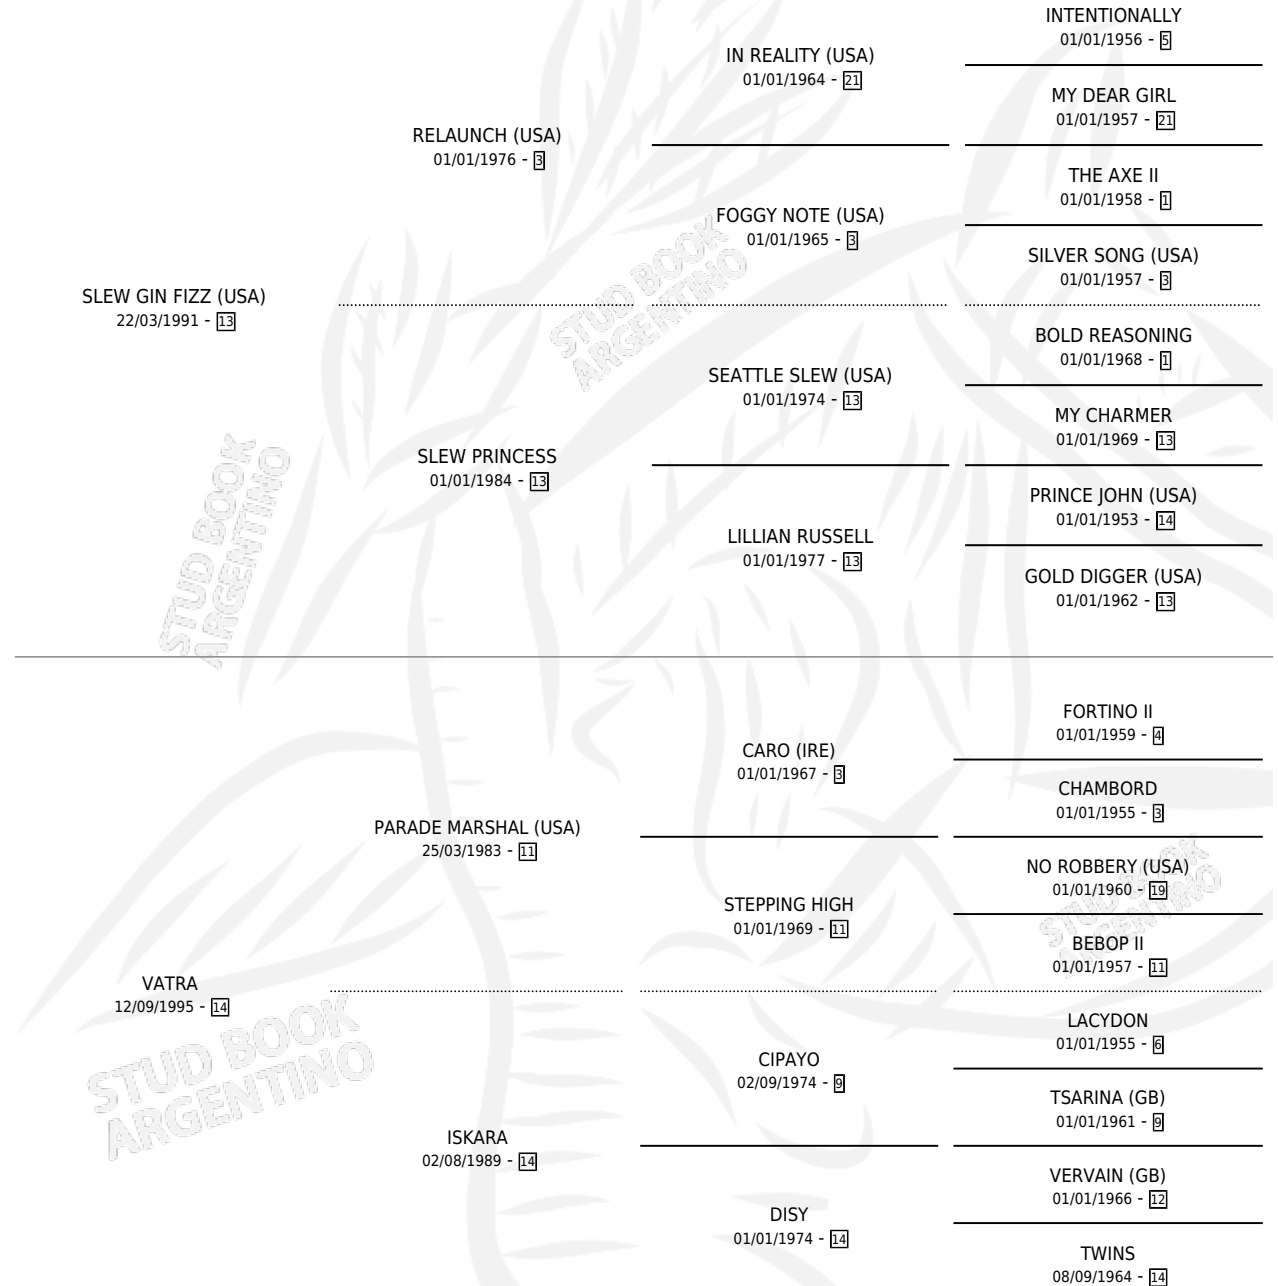 INTENTIONALLY
01/01/1956 - 5
IN REALITY (USA)
01/01/1964 - 21
MY DEAR GIRL
01/01/1957 - 21
RELAUNCH (USA)
01/01/1976 - 3
THE AXE II
01/01/1958 - 1
FOGGY NOTE (USA)
01/01/1965 - 3
SILVER SONG (USA)
01/01/1957 - 3
SLEW GIN FIZZ (USA)
22/03/1991 - 13
STUD BOOK
ARGENTINO
BOLD REASONING
01/01/1968 - 1
SEATTLE SLEW (USA)
01/01/1974 - 13
MY CHARMER
01/01/1969 - 13
SLEW PRINCESS
01/01/1984 - 13
PRINCE JOHN (USA)
01/01/1953 - 14
LILLIAN RUSSELL
01/01/1977 - 13
GOLD DIGGER (USA)
01/01/1962 - 13
STUD BOOK
ARGENTINO
FORTINO II
01/01/1959 - 4
CARO (IRE)
01/01/1967 - 3
CHAMBORD
01/01/1955 - 3
PARADE MARSHAL (USA)
25/03/1983 - 11
NO ROBBERY (USA)
01/01/1960 - 19
STEPPING HIGH
01/01/1969 - 11
BEBOP II
01/01/1957 - 11
STUD BOOK
ARGENTINO
VATRA
12/09/1995 - 14
LACYDON
01/01/1955 - 6
CIPAYO
02/09/1974 - 9
TSARINA (GB)
01/01/1961 - 9
STUD BOOK
ARGENTINO
ISKARA
02/08/1989 - 14
VERVAIN (GB)
01/01/1966 - 12
DISY
01/01/1974 - 14
TWINS
08/09/1964 - 14